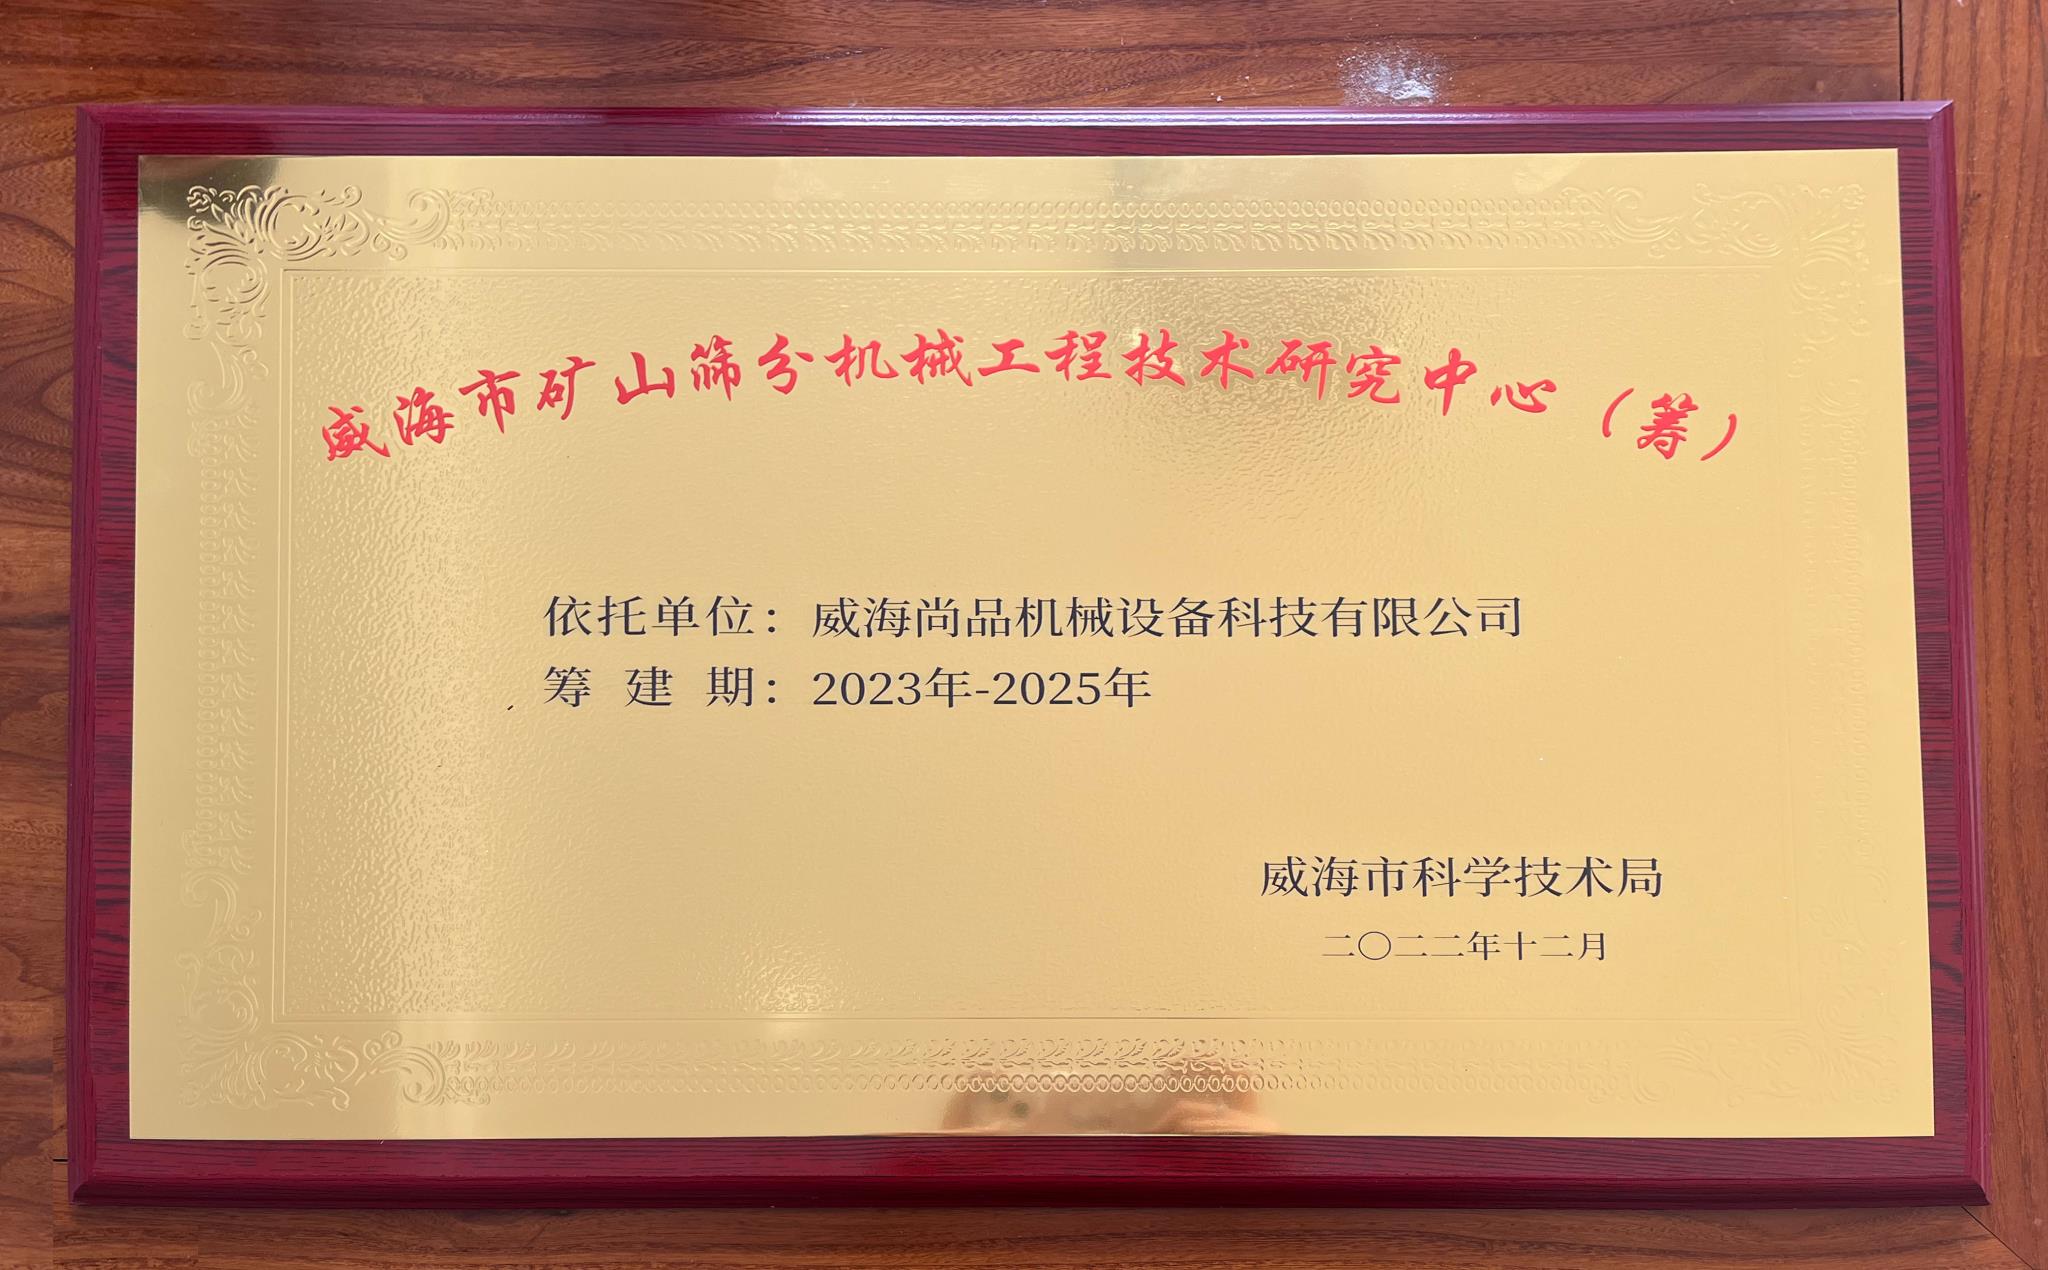 威海市矿山筛分机械工程技术研究中心（筹）
依托单位：威海尚品机械设备科技有限公司
筹建期：2023年-2025年
威海市科学技术局
二〇二二年十二月